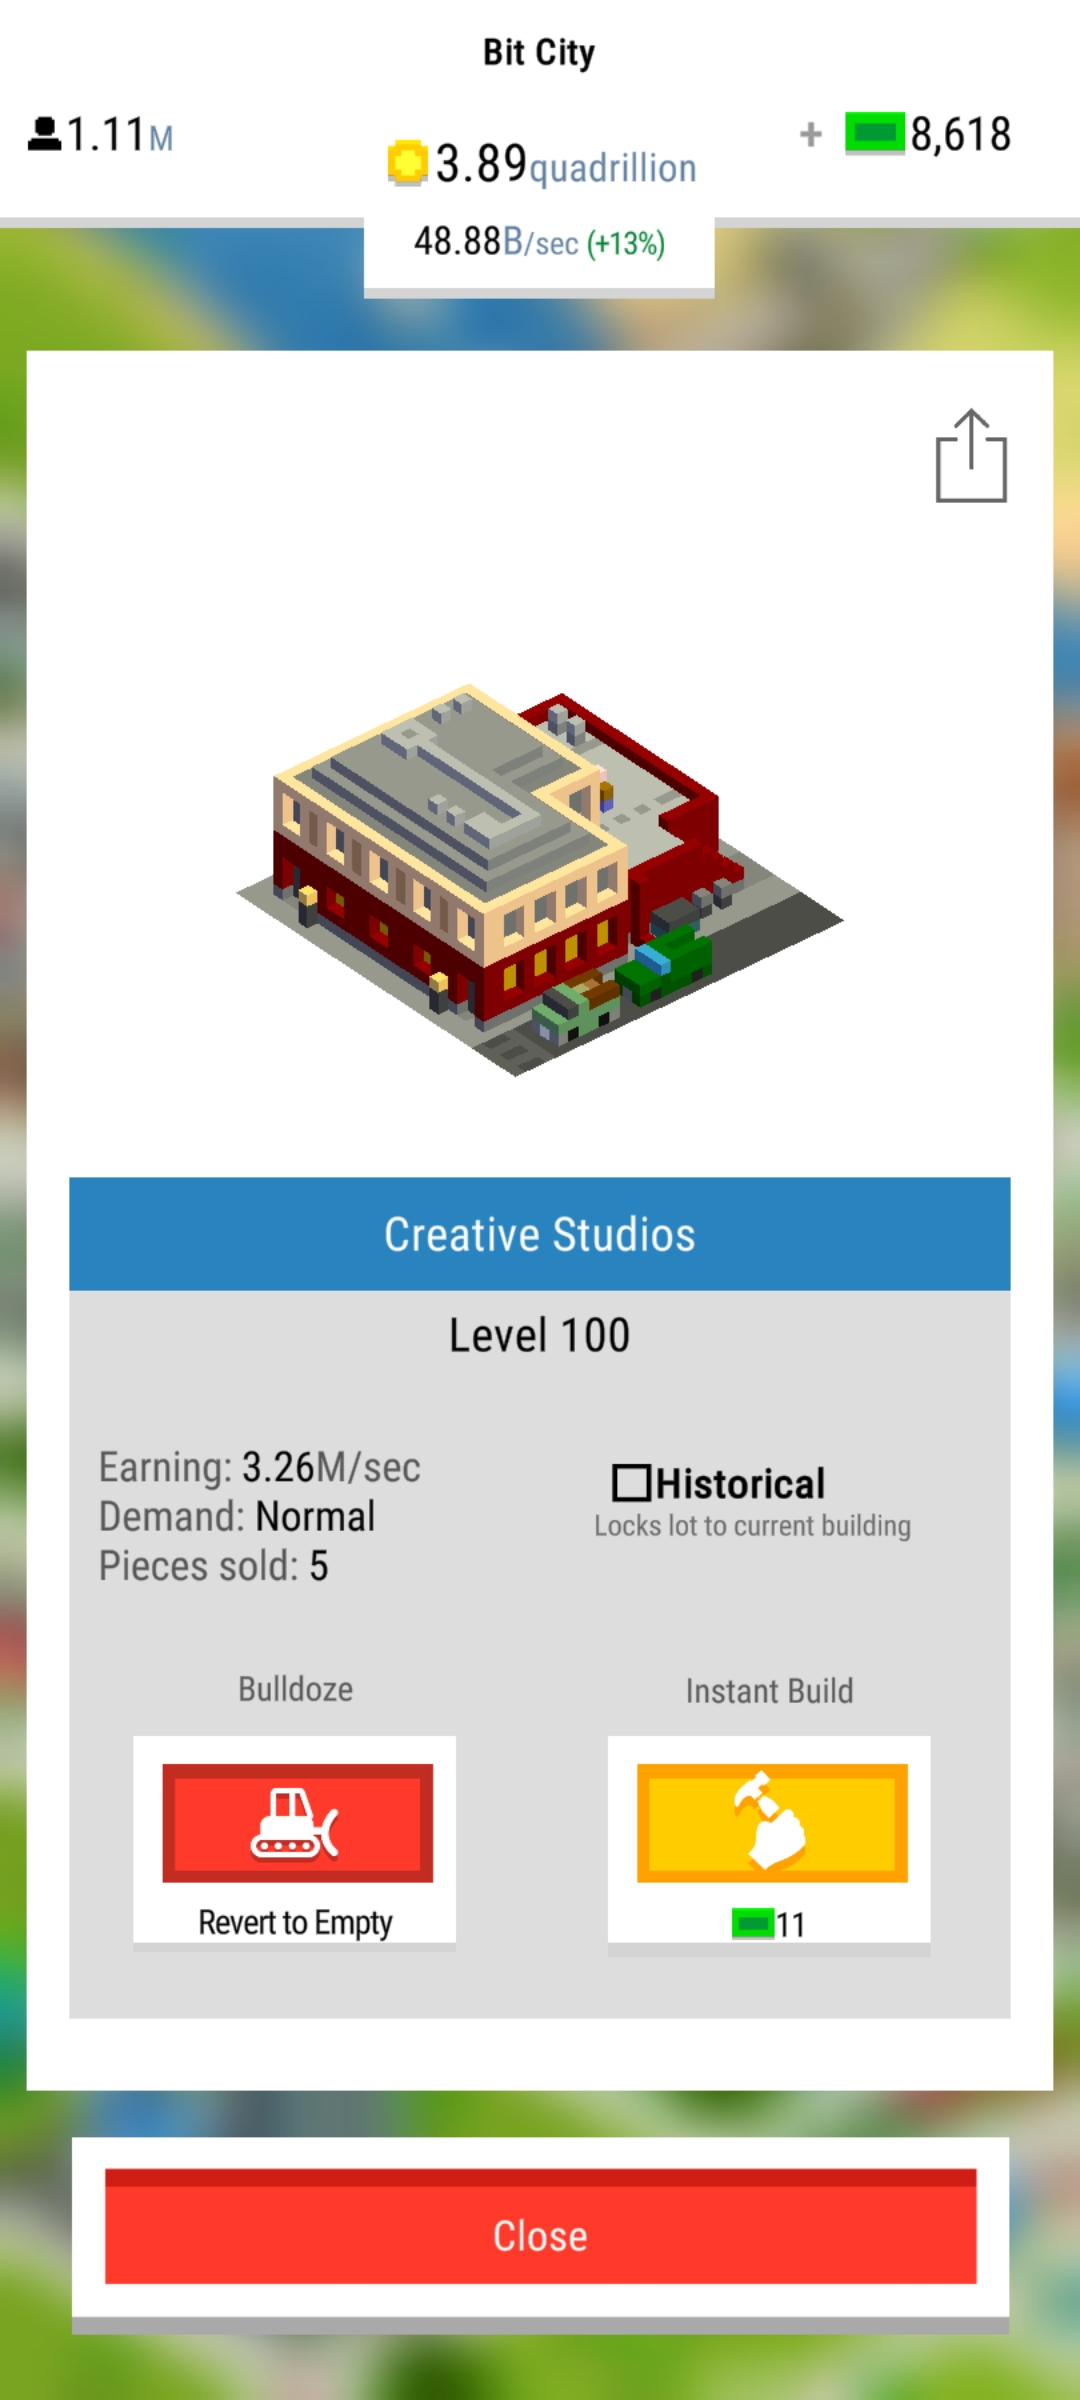 Bit City
1.11M
3.89quadrillion
+ 8,618
48.88B/sec (+13%)
Creative Studios
Level 100
Earning: 3.26M/sec
Demand: Normal
Pieces sold: 5
Historical
Locks lot to current building
Bulldoze
Instant Build
Revert to Empty
11
Close